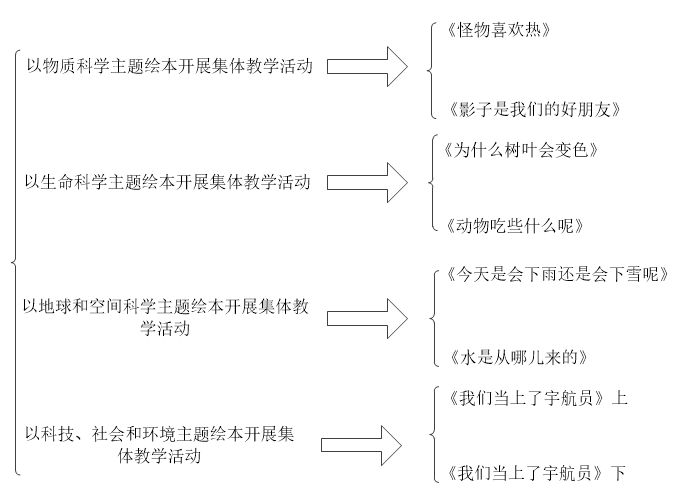 以物质科学主题绘本开展集体教学活动
《怪物喜欢热》
《影子是我们的好朋友》
以生命科学主题绘本开展集体教学活动
《为什么树叶会变色》
《动物吃些什么呢》
以地球和空间科学主题绘本开展集体教
学活动
《今天是会下雨还是会下雪呢》
《水是从哪儿来的》
以科技、社会和环境主题绘本开展集
体教学活动
《我们当上了宇航员》上
《我们当上了宇航员》下